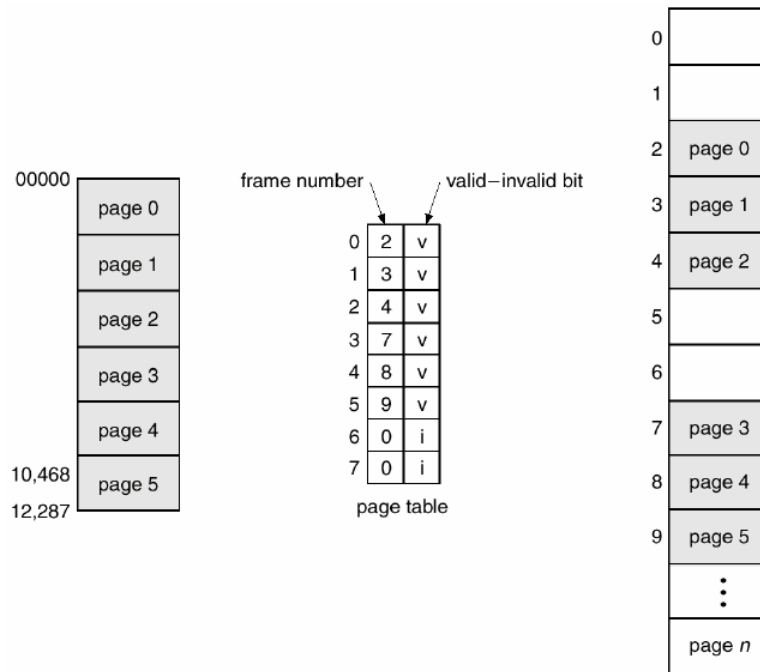 00000
page 0
page 1
page 2
page 3
page 4
10,468
page 5
12,287
frame number
valid–invalid bit
0 2 v
1 3 v
2 4 v
3 7 v
4 8 v
5 9 v
6 0 i
7 0 i
page table
0
1
2 page 0
3 page 1
4 page 2
5
6
7 page 3
8 page 4
9 page 5
⋮
page n